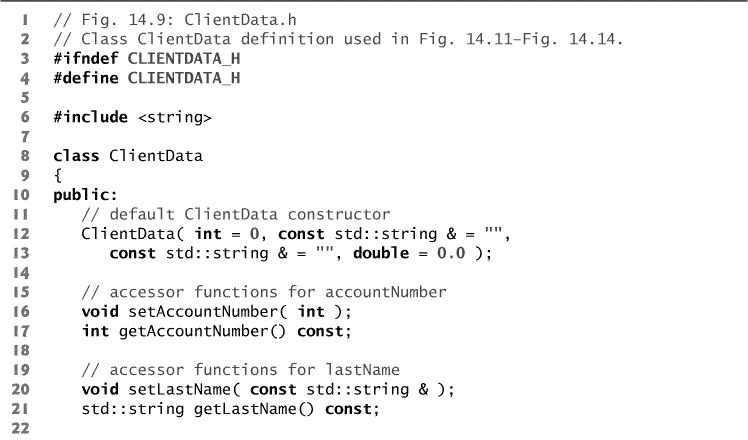 1 // Fig. 14.9: ClientData.h
2 // Class ClientData definition used in Fig. 14.11–Fig. 14.14.
3 #ifndef CLIENTDATA_H
4 #define CLIENTDATA_H
5
6 #include <string>
7
8 class ClientData
9 {
10 public:
11 // default ClientData constructor
12 ClientData( int = 0, const std::string & = "",
13 const std::string & = "", double = 0.0 );
14
15 // accessor functions for accountNumber
16 void setAccountNumber( int );
17 int getAccountNumber() const;
18
19 // accessor functions for lastName
20 void setLastName( const std::string & );
21 std::string getLastName() const;
22